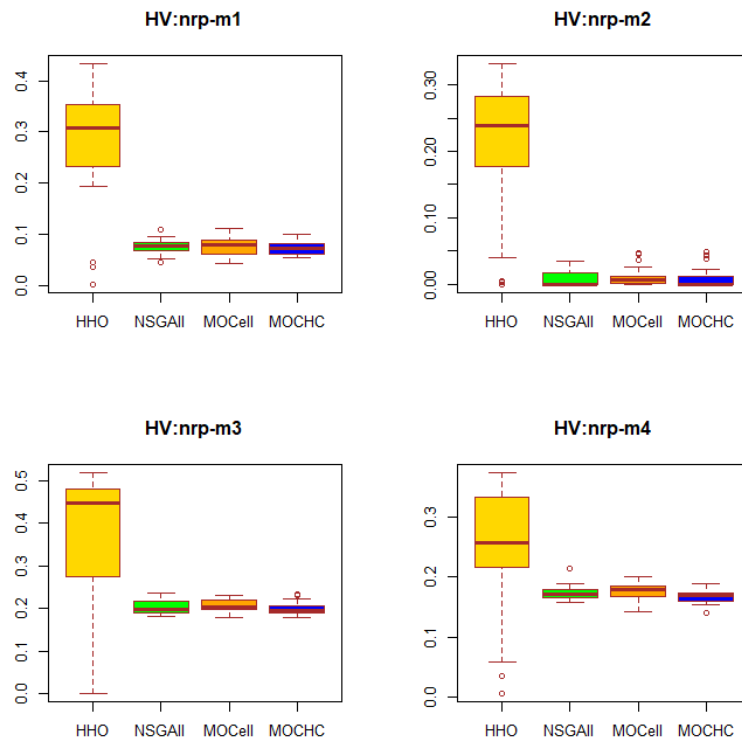 HV:nrp-m1
0.4
0.3
0.2
0.1
0.0
HHO NSGAII MOCell MOCHC
HV:nrp-m2
0.30
0.20
0.10
0.00
HHO NSGAII MOCell MOCHC
HV:nrp-m3
0.5
0.4
0.3
0.2
0.1
0.0
HHO NSGAII MOCell MOCHC
HV:nrp-m4
0.3
0.2
0.1
0.0
HHO NSGAII MOCell MOCHC